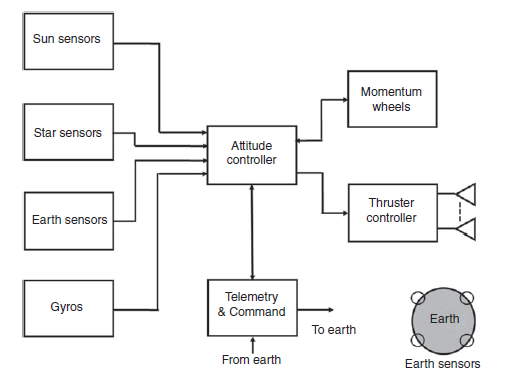 Sun sensors
Star sensors
Earth sensors
Gyros
Attitude
controller
Momentum
wheels
Thruster
controller
Telemetry
& Command
To earth
From earth
Earth
Earth sensors